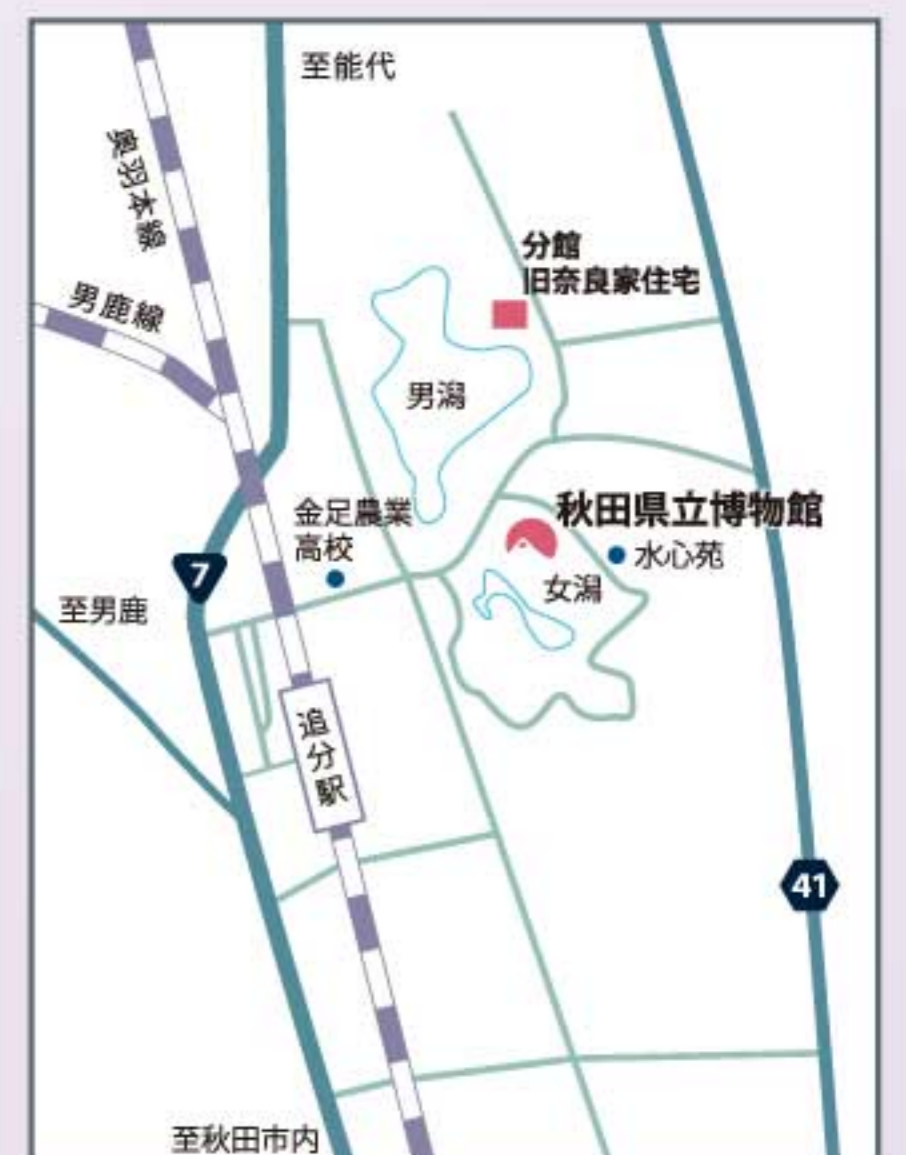 至能代
奥羽本線
分館
旧奈良家住宅
男鹿線
男潟
秋田県立博物館
金足農業
高校
水心苑
7
女潟
至男鹿
追分駅
41
至秋田市内